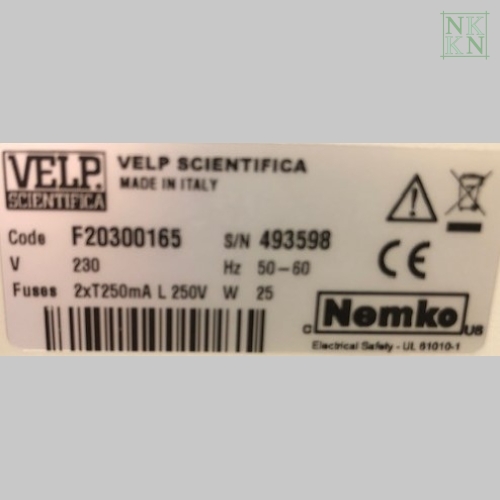 NK
KN
VELP
SCIENTIFICA
VELP SCIENTIFICA
MADE IN ITALY
Code F20300165 S/N 493598
V 230 Hz 50-60
Fuses 2xT250mA L 250V W 25
CE
C Nemko US
Electrical Safety - UL 61010-1